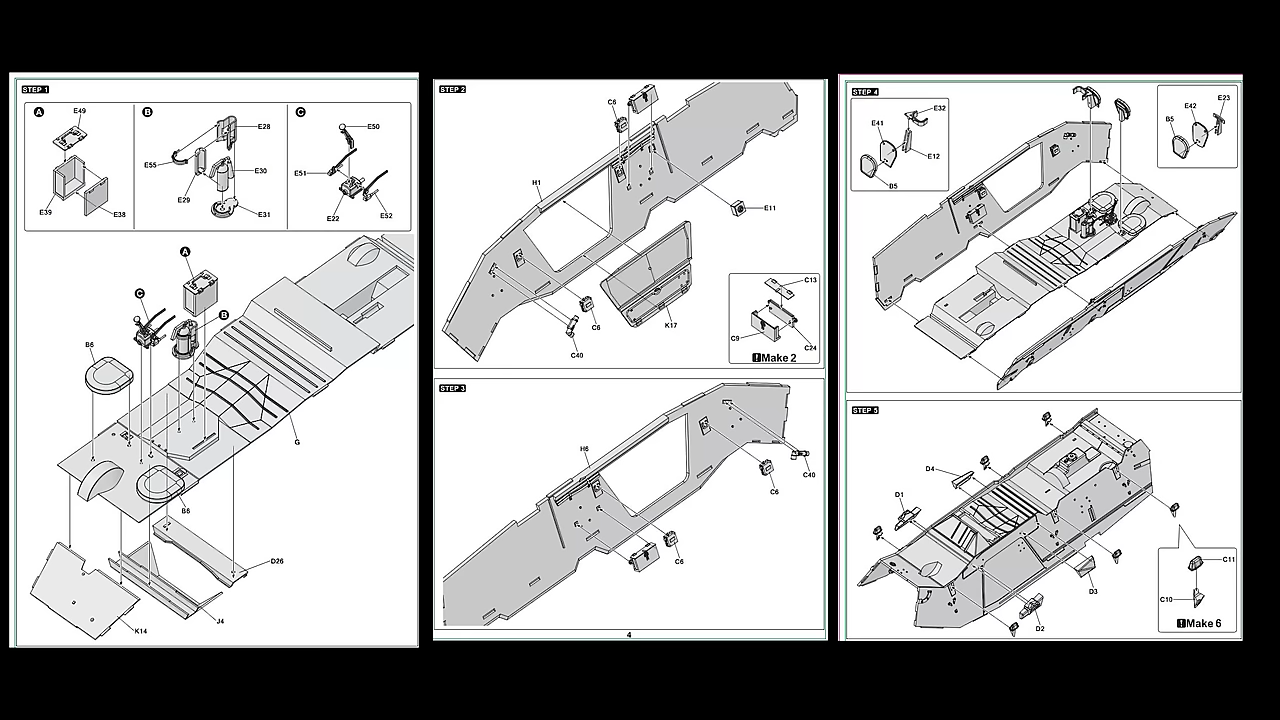 STEP 1
A
E49
E39
E38
B
E28
E55
E30
E29
E31
C
E50
E51
E22
E52
A
C
B
B6
G
B6
D26
J4
K14
STEP 2
C6
H1
E11
C6
K17
C40
C13
C9
C24
!Make 2
STEP 3
H6
C40
C6
C6
4
STEP 4
E32
E41
E12
B5
E23
E42
B5
STEP 5
D4
D1
D3
D2
C11
C10
!Make 6